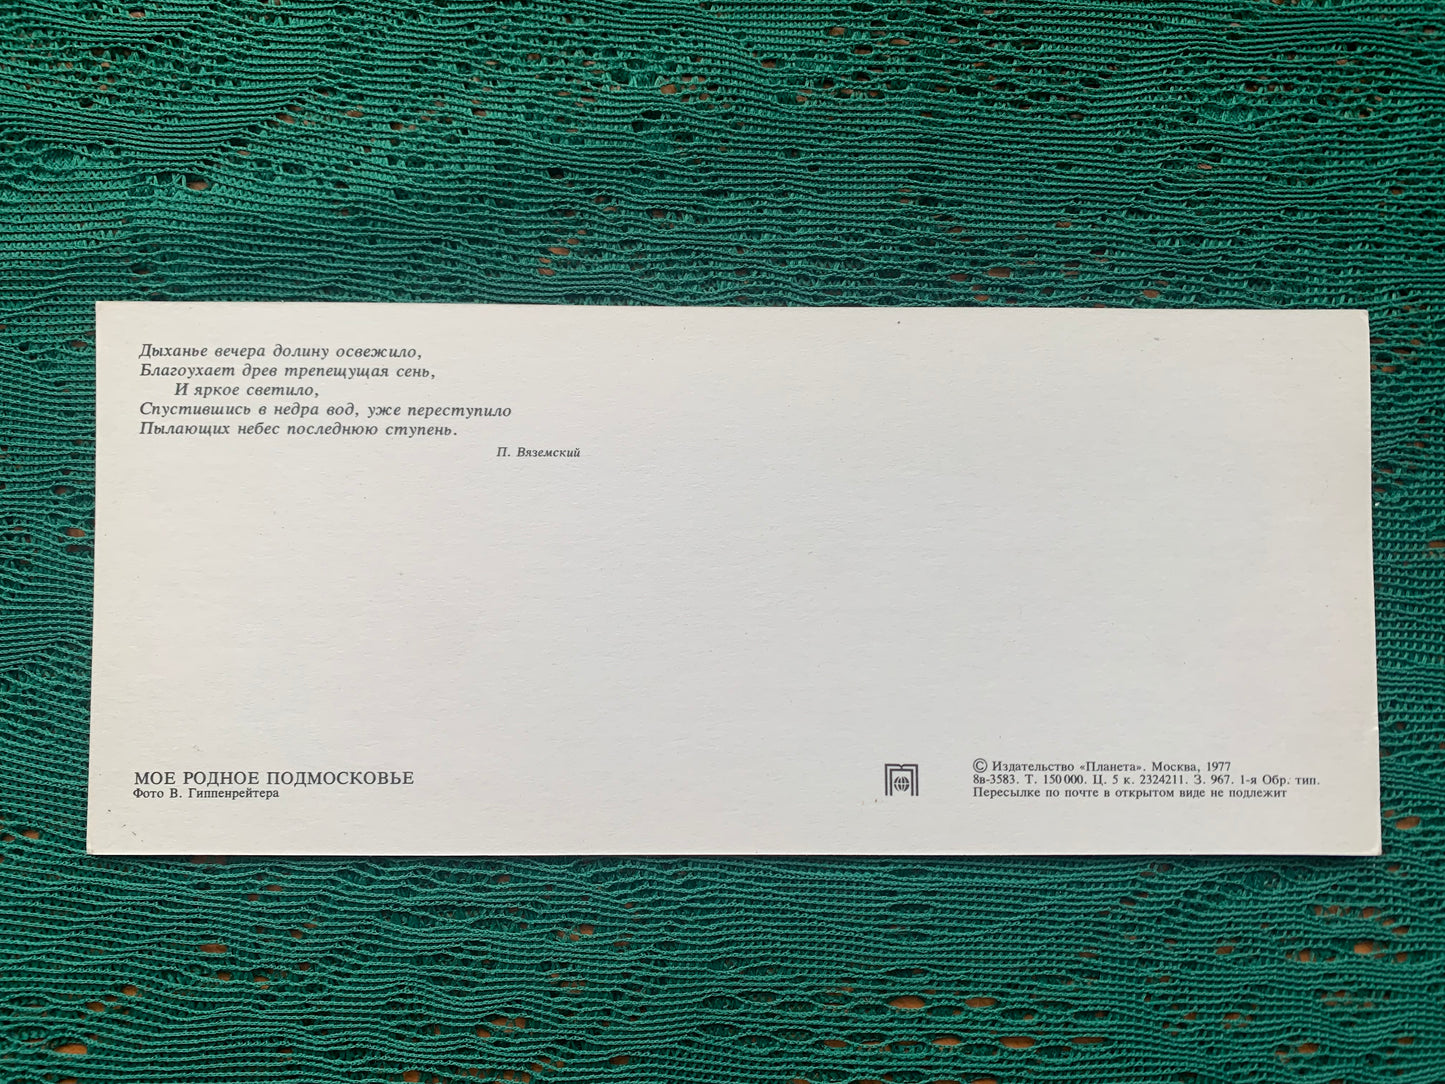 Дыханье вечера долину освежило,
Благоухает древ трепещущая сень,
И яркое светило,
Спустившись в недра вод, уже переступило
Пылающих небес последнюю ступень.
П. Вяземский
МОЕ РОДНОЕ ПОДМОСКОВЬЕ
Фото В. Гиппенрейтера
© Издательство «Планета». Москва, 1977
8в-3583. Т. 150 000. Ц. 5 к. 2324211. З. 967. 1-я Обр. тип.
Пересылке по почте в открытом виде не подлежит